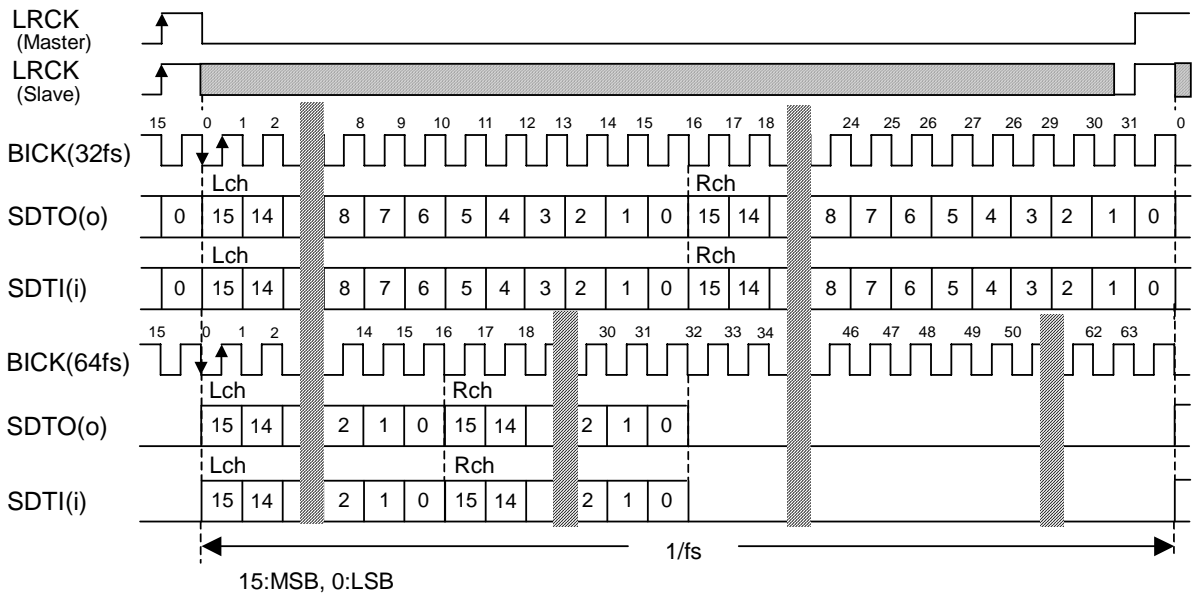 LRCK
(Master)
LRCK
(Slave)
15 0 1 2 8 9 10 11 12 13 14 15 16 17 18 24 25 26 27 26 29 30 31 0
BICK(32fs)
Lch Rch
SDTO(o) 0 15 14 8 7 6 5 4 3 2 1 0 15 14 8 7 6 5 4 3 2 1 0
Lch Rch
SDTI(i) 0 15 14 8 7 6 5 4 3 2 1 0 15 14 8 7 6 5 4 3 2 1 0
15 0 1 2 14 15 16 17 18 30 31 32 33 34 46 47 48 49 50 62 63
BICK(64fs)
Lch Rch
SDTO(o) 15 14 2 1 0 15 14 2 1 0
Lch Rch
SDTI(i) 15 14 2 1 0 15 14 2 1 0
1/fs
15:MSB, 0:LSB